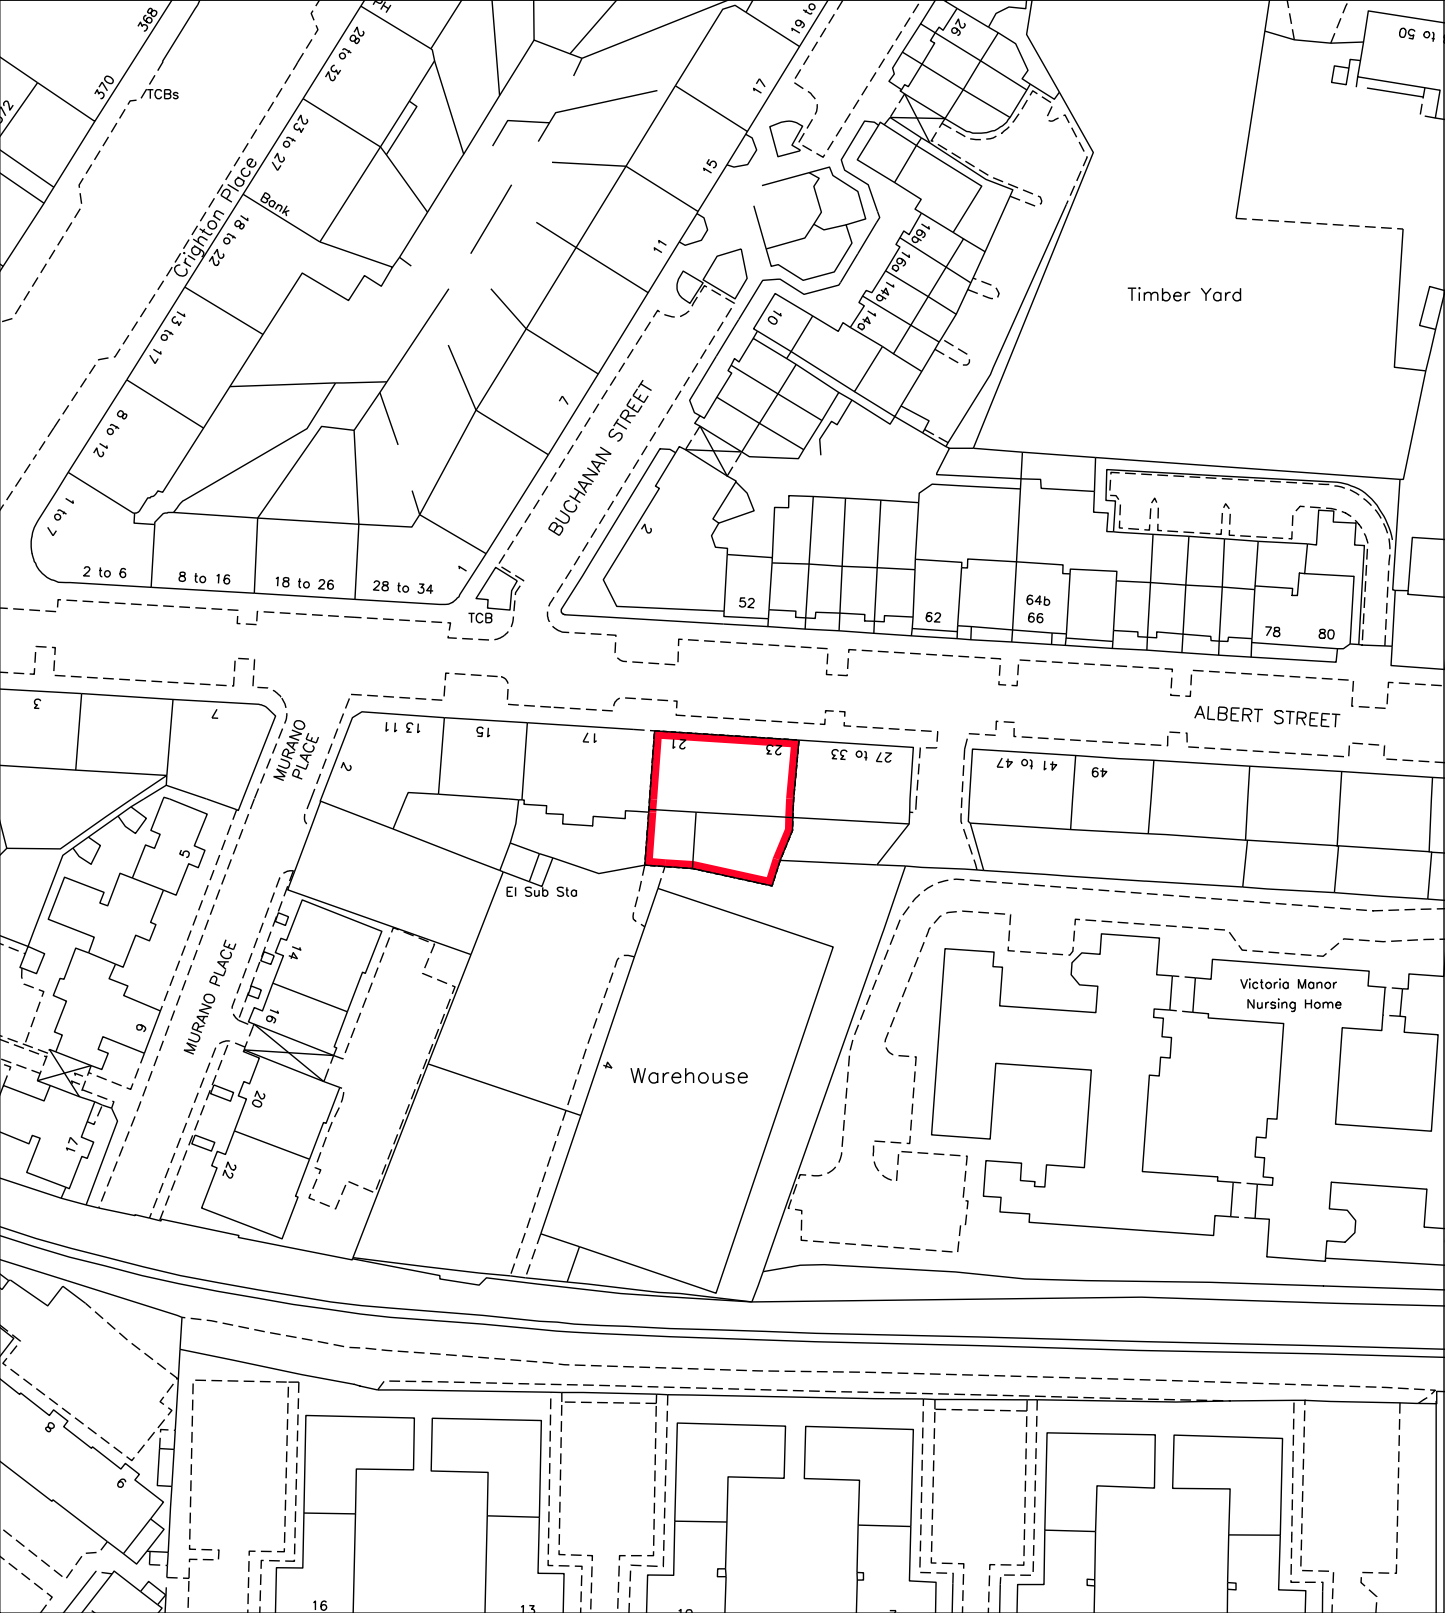 368
PH
19 to
26
to 50
370
TCBs
28 to 32
17
23 to 27
Crighton Place
15
Bank
18 to 22
11
16b
16a
14b
14a
10
Timber Yard
13 to 17
7
8 to 12
BUCHANAN STREET
1 to 7
2
1
2 to 6
8 to 16
18 to 26
28 to 34
TCB
52
62
64b
66
78
80
3
7
MURANO
PLACE
2
13 11
15
17
21
23
27 to 33
ALBERT STREET
41 to 47
49
5
El Sub Sta
14
16
MURANO PLACE
9
11
17
20
22
4
Warehouse
Victoria Manor
Nursing Home
8
16
13